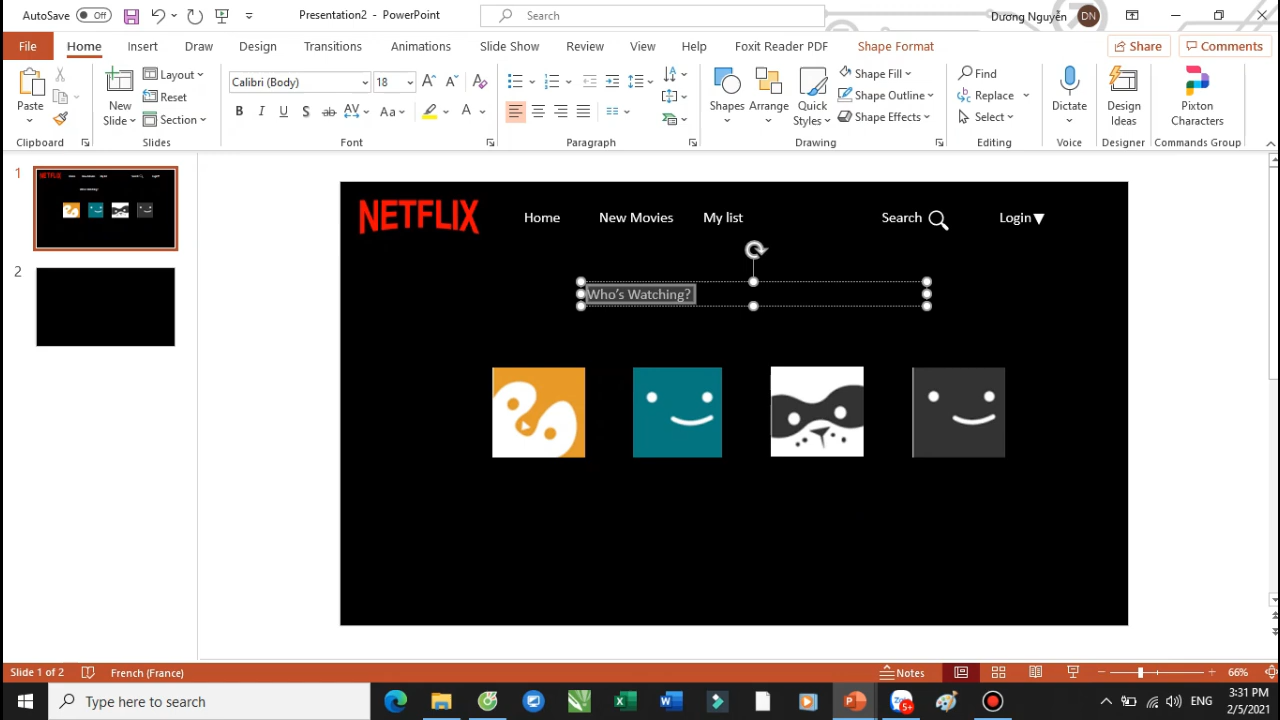 AutoSave Off Presentation2 - PowerPoint Search Dương Nguyễn DN
File Home Insert Draw Design Transitions Animations Slide Show Review View Help Foxit Reader PDF Shape Format Share Comments
Paste
New Slide
Layout
Reset
Section
Calibri (Body) 18
Shapes
Arrange
Quick Styles
Shape Fill
Shape Outline
Shape Effects
Find
Replace
Select
Dictate
Design Ideas
Pixton Characters
Clipboard Slides Font Paragraph Drawing Editing Voice Designer Commands Group
1
2
NETFLIX Home New Movies My list Search Login
Who's Watching?
Slide 1 of 2 French (France) Notes 66%
Type here to search
5+
ENG
3:31 PM
2/5/2021